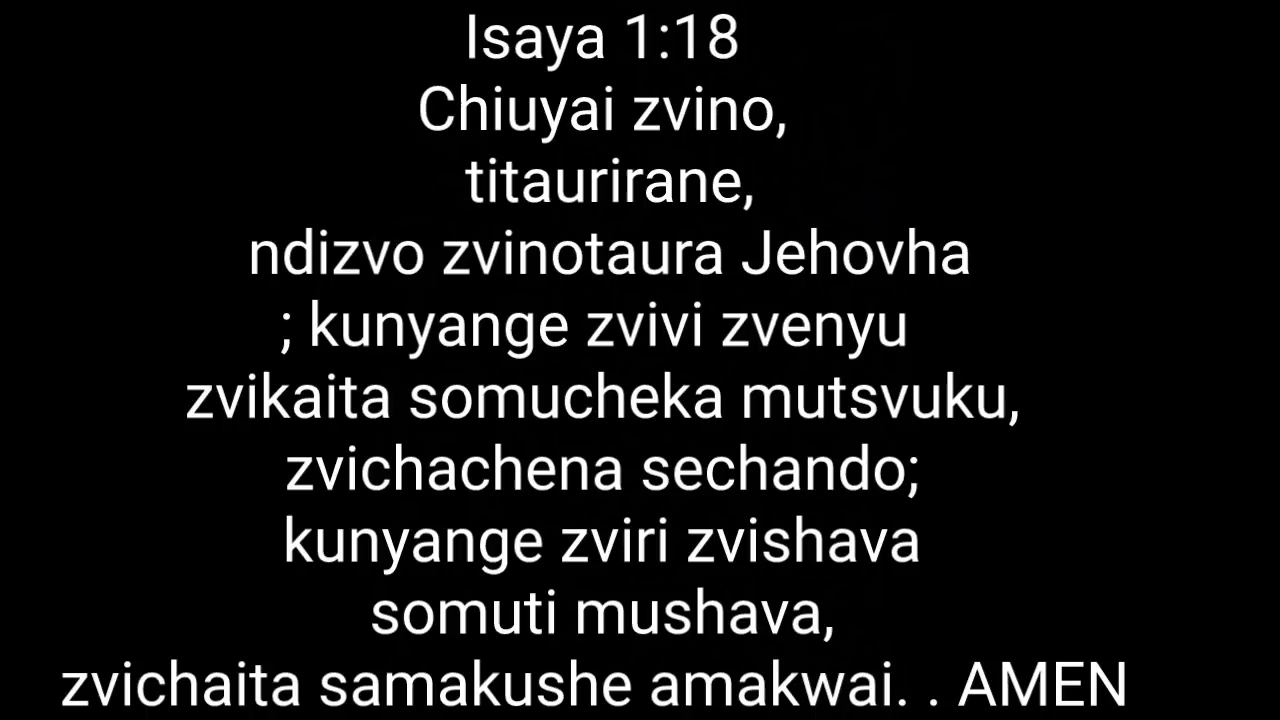 Isaya 1:18
Chiuyai zvino,
titaurirane,
ndizvo zvinotaura Jehovha
; kunyange zvivi zvenyu
zvikaita somucheka mutsvuku,
zvichachena sechando;
kunyange zviri zvishava
somuti mushava,
zvichaita samakushe amakwai. . AMEN